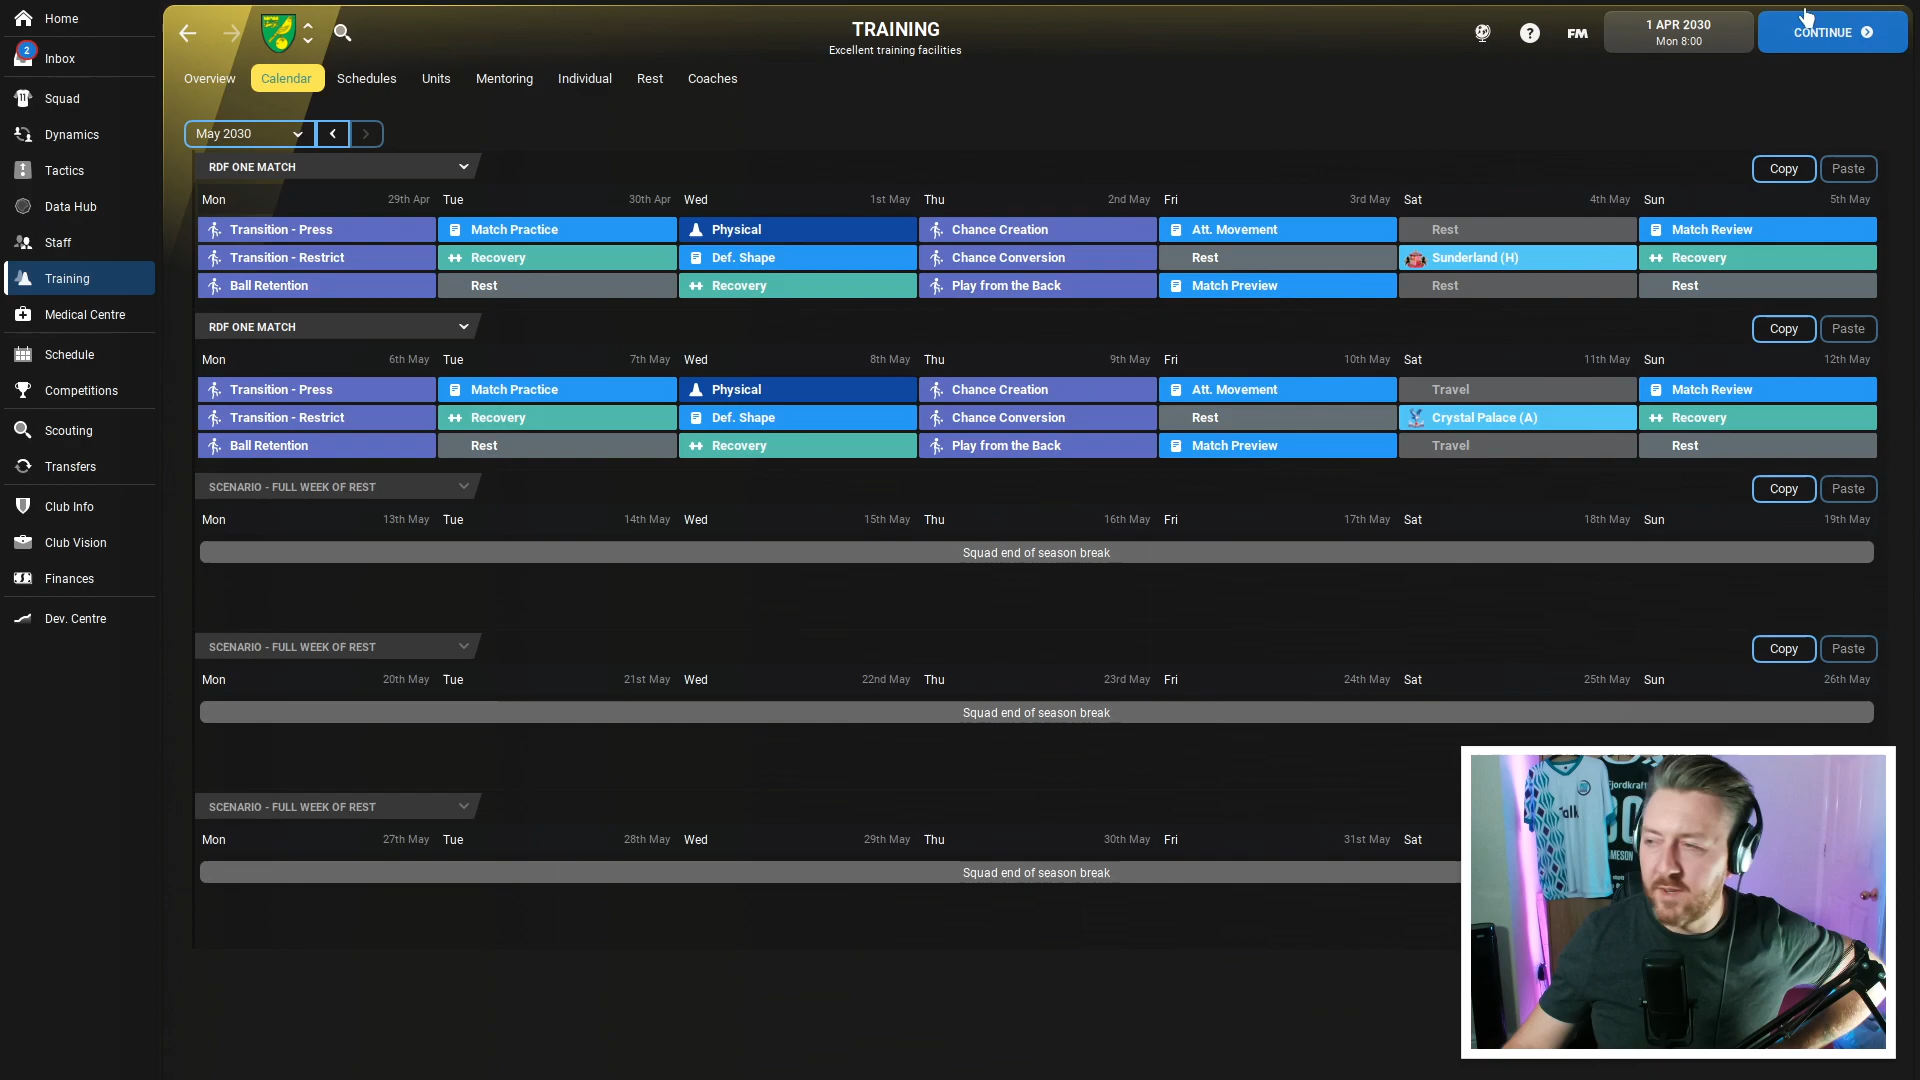 Home
Inbox
2
Squad
Dynamics
Tactics
Data Hub
Staff
Training
Medical Centre
Schedule
Competitions
Scouting
Transfers
Club Info
Club Vision
Finances
Dev. Centre
TRAINING
Excellent training facilities
FM
1 APR 2030
Mon 8:00
CONTINUE
Overview Calendar Schedules Units Mentoring Individual Rest Coaches
May 2030
RDF ONE MATCH Copy Paste
Mon 29th Apr Tue 30th Apr Wed 1st May Thu 2nd May Fri 3rd May Sat 4th May Sun 5th May
Transition - Press Match Practice Physical Chance Creation Att. Movement Rest Match Review
Transition - Restrict Recovery Def. Shape Chance Conversion Rest Sunderland (H) Recovery
Ball Retention Rest Recovery Play from the Back Match Preview Rest Rest
RDF ONE MATCH Copy Paste
Mon 6th May Tue 7th May Wed 8th May Thu 9th May Fri 10th May Sat 11th May Sun 12th May
Transition - Press Match Practice Physical Chance Creation Att. Movement Travel Match Review
Transition - Restrict Recovery Def. Shape Chance Conversion Rest Crystal Palace (A) Recovery
Ball Retention Rest Recovery Play from the Back Match Preview Travel Rest
SCENARIO - FULL WEEK OF REST Copy Paste
Mon 13th May Tue 14th May Wed 15th May Thu 16th May Fri 17th May Sat 18th May Sun 19th May
Squad end of season break
SCENARIO - FULL WEEK OF REST Copy Paste
Mon 20th May Tue 21st May Wed 22nd May Thu 23rd May Fri 24th May Sat 25th May Sun 26th May
Squad end of season break
SCENARIO - FULL WEEK OF REST
Mon 27th May Tue 28th May Wed 29th May Thu 30th May Fri 31st May Sat
Squad end of season break
Fjordkraft
Talk
JAMESON